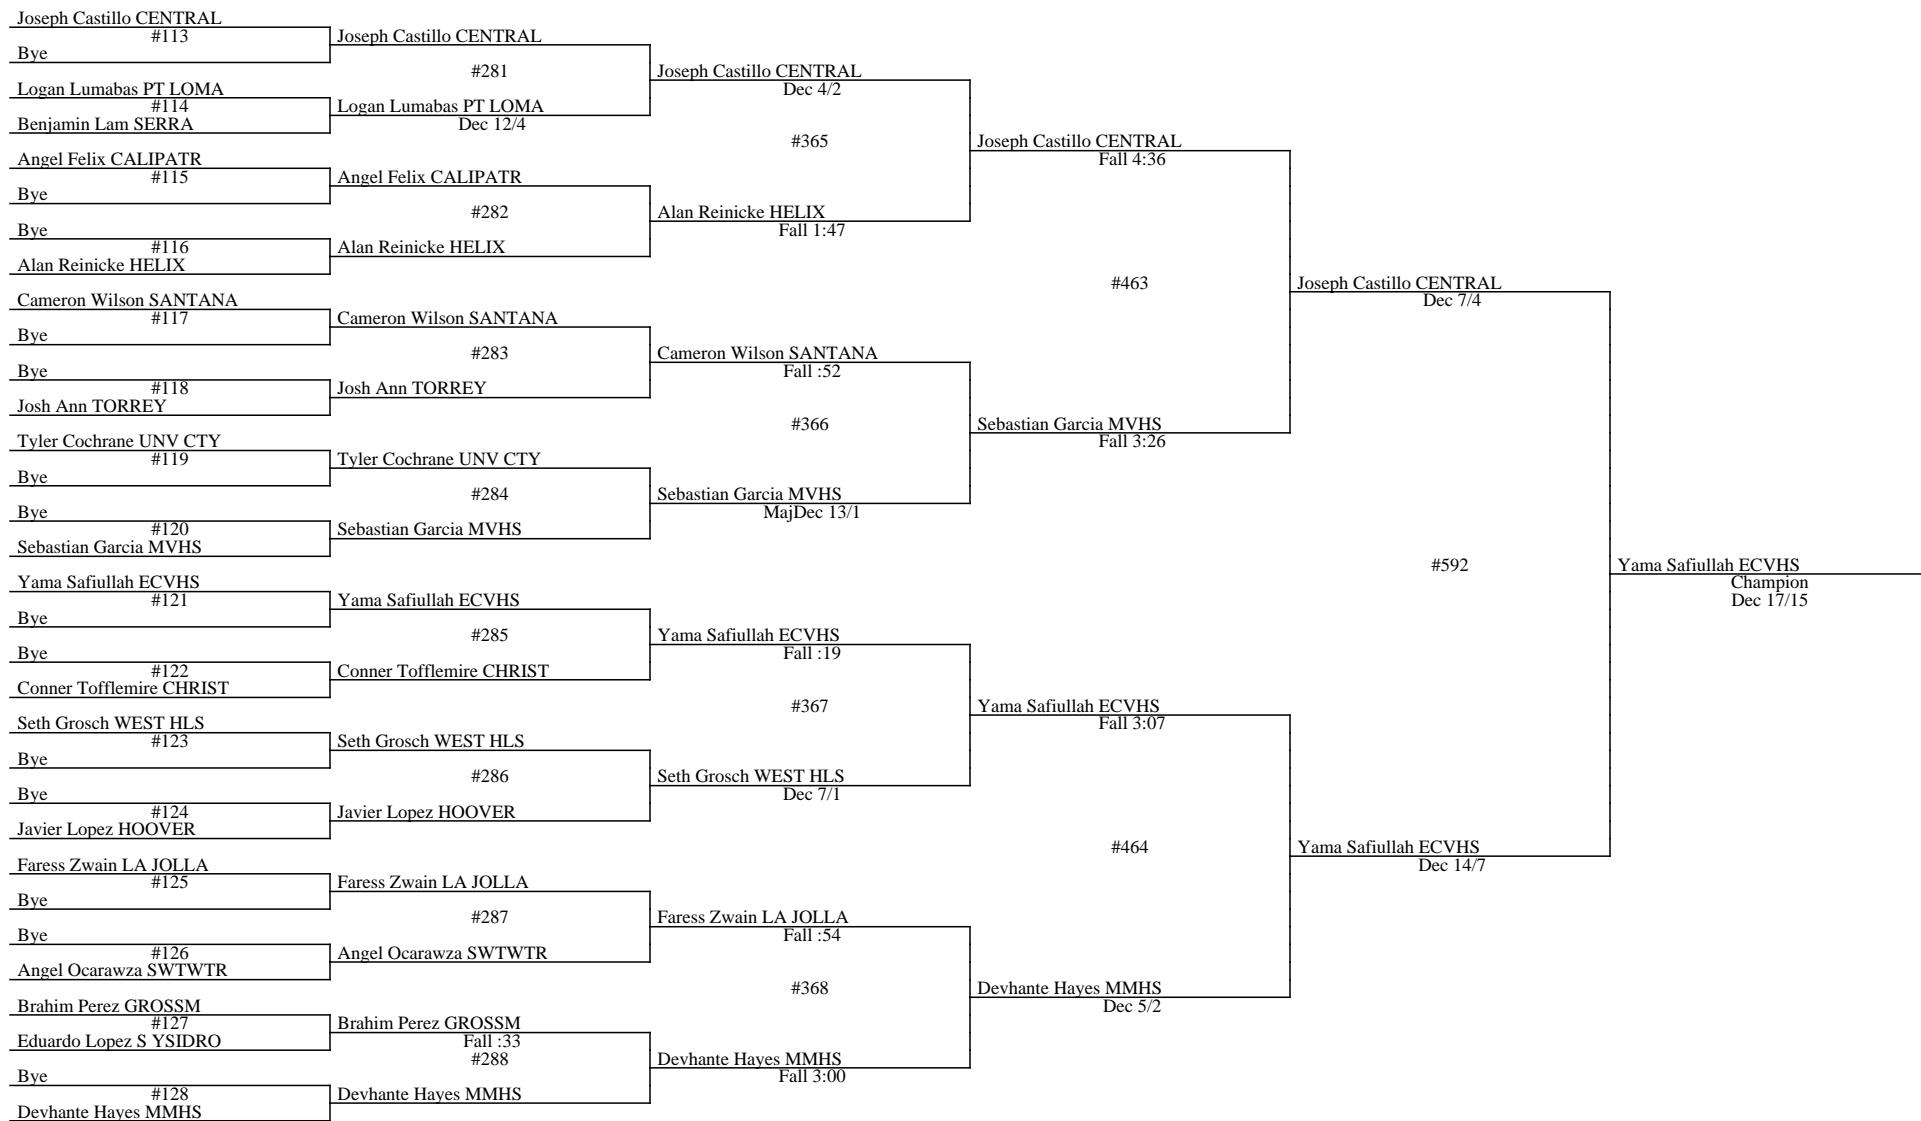 Joseph Castillo CENTRAL
#113
Bye
Logan Lumabas PT LOMA
#114
Benjamin Lam SERRA
Angel Felix CALIPATR
#115
Bye
Bye
#116
Alan Reinicke HELIX
Cameron Wilson SANTANA
#117
Bye
Bye
#118
Josh Ann TORREY
Tyler Cochrane UNV CTY
#119
Bye
Bye
#120
Sebastian Garcia MVHS
Yama Safiullah ECVHS
#121
Bye
Bye
#122
Conner Tofflemire CHRIST
Seth Grosch WEST HLS
#123
Bye
Bye
#124
Javier Lopez HOOVER
Faress Zwain LA JOLLA
#125
Bye
Bye
#126
Angel Ocarawza SWTWTR
Brahim Perez GROSSM
#127
Eduardo Lopez S YSIDRO
Bye
#128
Devhante Hayes MMHS
Joseph Castillo CENTRAL
#281
Logan Lumabas PT LOMA
Dec 12/4
Angel Felix CALIPATR
#282
Alan Reinicke HELIX
Cameron Wilson SANTANA
#283
Josh Ann TORREY
Tyler Cochrane UNV CTY
#284
Sebastian Garcia MVHS
Yama Safiullah ECVHS
#285
Conner Tofflemire CHRIST
Seth Grosch WEST HLS
#286
Javier Lopez HOOVER
Faress Zwain LA JOLLA
#287
Angel Ocarawza SWTWTR
Brahim Perez GROSSM
Fall :33
#288
Devhante Hayes MMHS
Joseph Castillo CENTRAL
Dec 4/2
#365
Alan Reinicke HELIX
Fall 1:47
Cameron Wilson SANTANA
Fall :52
#366
Sebastian Garcia MVHS
MajDec 13/1
Yama Safiullah ECVHS
Fall :19
#367
Seth Grosch WEST HLS
Dec 7/1
Faress Zwain LA JOLLA
Fall :54
#368
Devhante Hayes MMHS
Fall 3:00
Joseph Castillo CENTRAL
Fall 4:36
#463
Sebastian Garcia MVHS
Fall 3:26
Yama Safiullah ECVHS
Fall 3:07
#464
Devhante Hayes MMHS
Dec 5/2
Joseph Castillo CENTRAL
Dec 7/4
#592
Yama Safiullah ECVHS
Dec 14/7
Yama Safiullah ECVHS
Champion
Dec 17/15